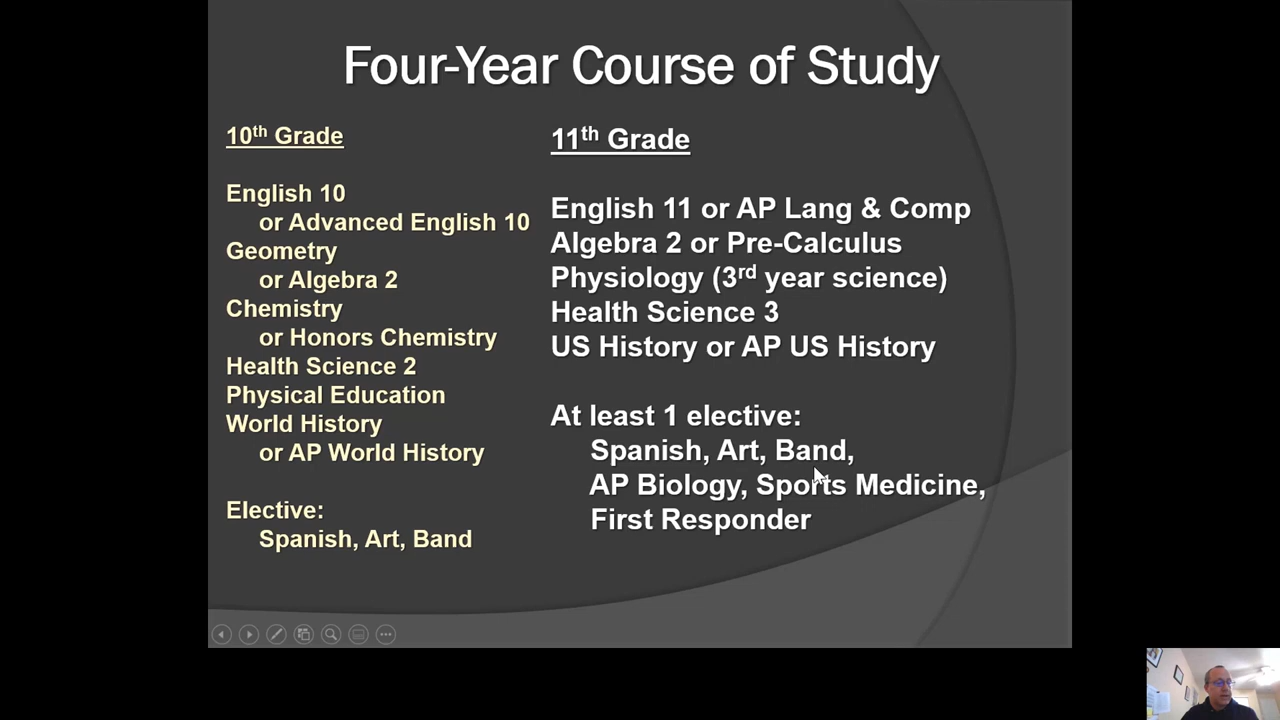 Four-Year Course of Study
10th Grade
English 10
or Advanced English 10
Geometry
or Algebra 2
Chemistry
or Honors Chemistry
Health Science 2
Physical Education
World History
or AP World History
Elective:
Spanish, Art, Band
11th Grade
English 11 or AP Lang & Comp
Algebra 2 or Pre-Calculus
Physiology (3rd year science)
Health Science 3
US History or AP US History
At least 1 elective:
Spanish, Art, Band,
AP Biology, Sports Medicine,
First Responder